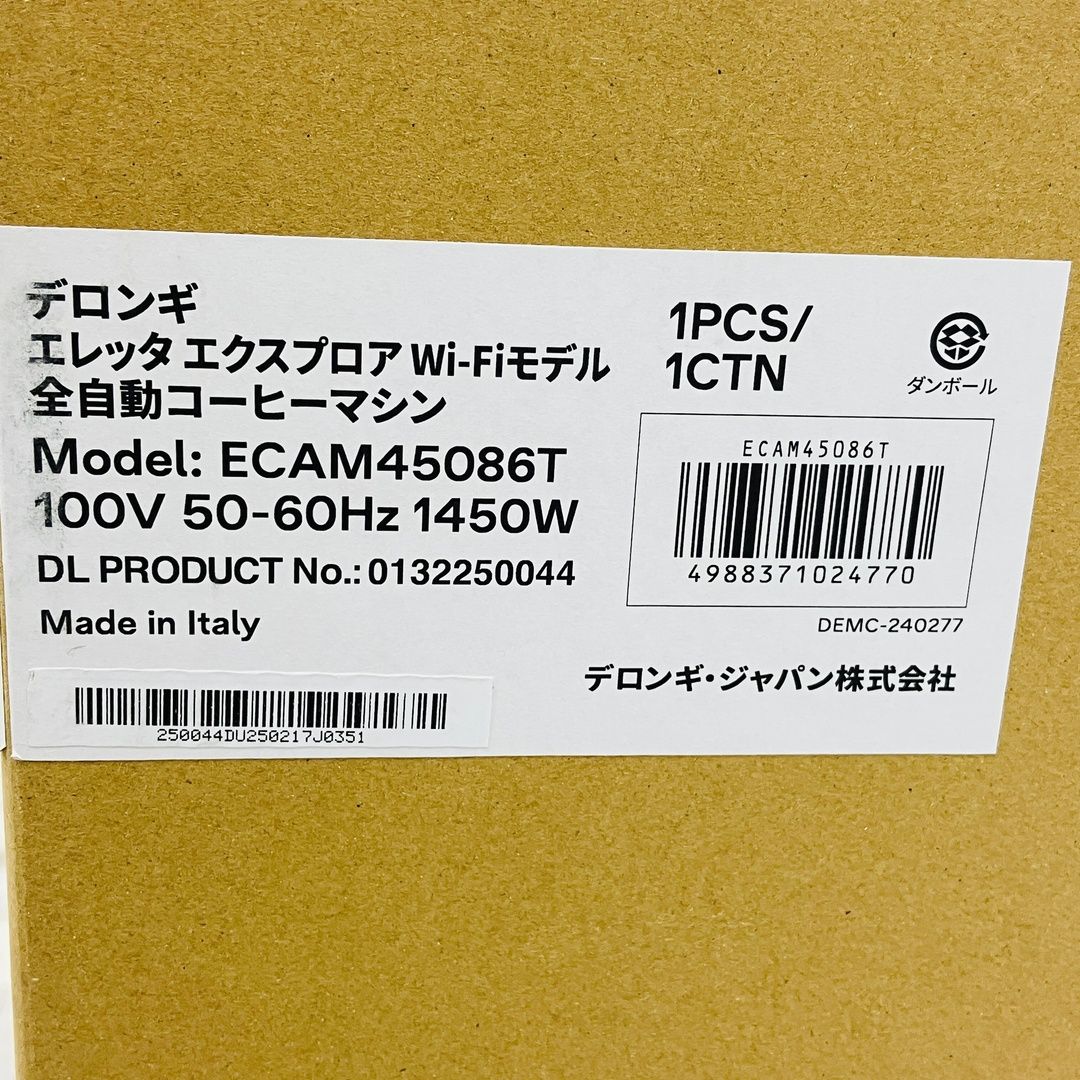 デロンギ
エレッタ エクスプロア Wi-Fiモデル
全自動コーヒーマシン
Model: ECAM45086T
100V 50-60Hz 1450W
DL PRODUCT No.: 0132250044
Made in Italy
250044DU250217J0351
1PCS/
1CTN
ダンボール
ECAM45086T
4988371024770
DEMC-240277
デロンギ・ジャパン株式会社